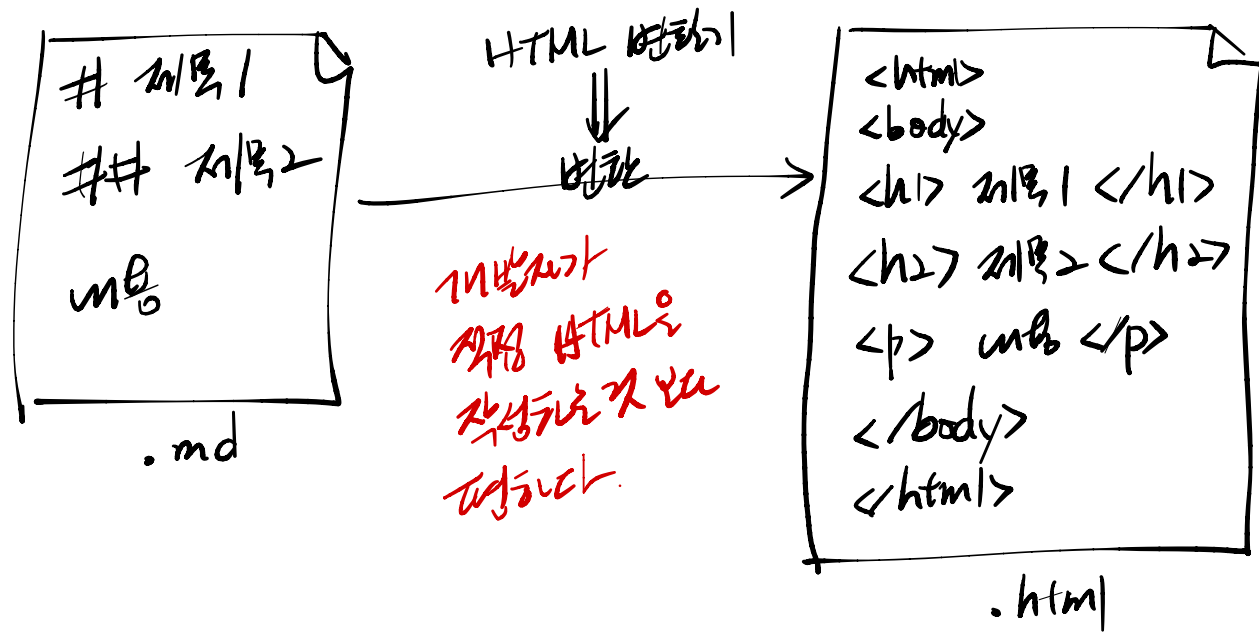 # 제목1
## 제목2
내용
.md
HTML 변환기
변환
개발자가
직접 HTML을
작성하는것 보다
편하다.
<html>
<body>
<h1> 제목1 </h1>
<h2> 제목2 </h2>
<p> 내용 </p>
</body>
</html>
.html